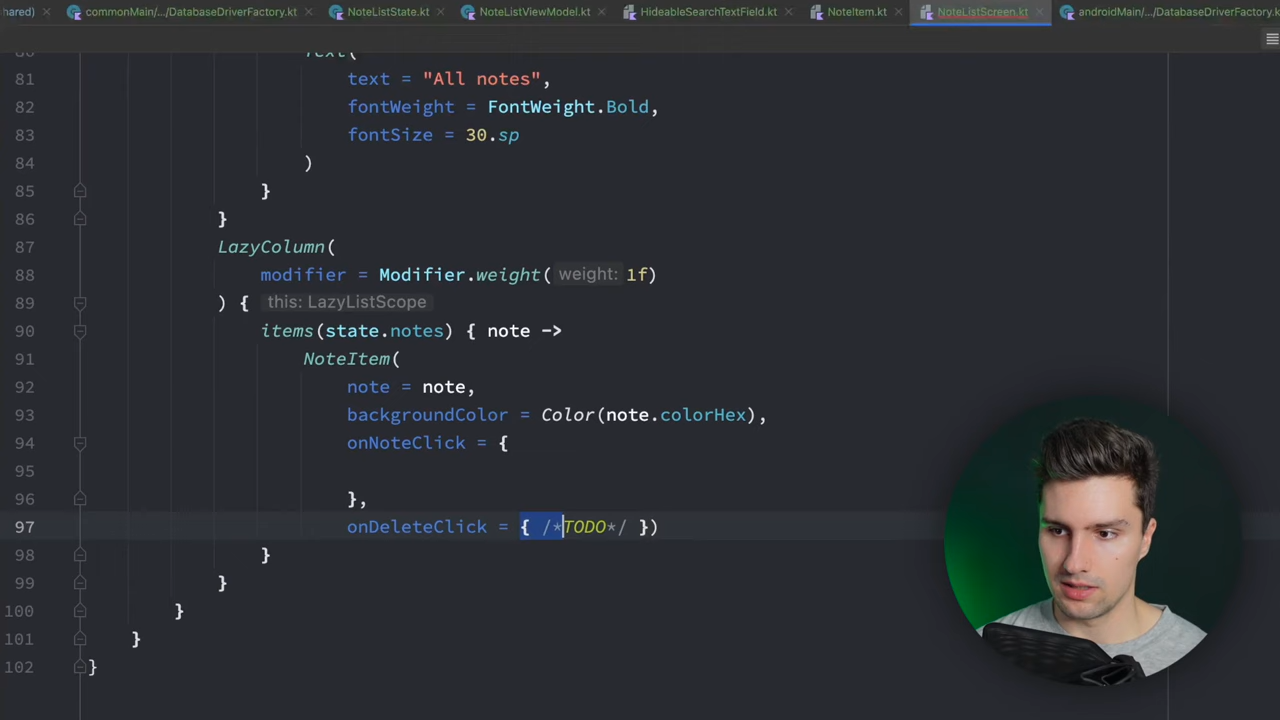 shared)
commonMain/.../DatabaseDriverFactory.kt
NoteListState.kt
NoteListViewModel.kt
HideableSearchTextField.kt
NoteItem.kt
NoteListScreen.kt
androidMain/.../DatabaseDriverFactory.kt
80 Text(
81 text = "All notes",
82 fontWeight = FontWeight.Bold,
83 fontSize = 30.sp
84 )
85 }
86 }
87 LazyColumn(
88 modifier = Modifier.weight( weight: 1f)
89 ) { this: LazyListScope
90 items(state.notes) { note ->
91 NoteItem(
92 note = note,
93 backgroundColor = Color(note.colorHex),
94 onNoteClick = {
95
96 },
97 onDeleteClick = { /*TODO*/ })
98 }
99 }
100 }
101 }
102 }